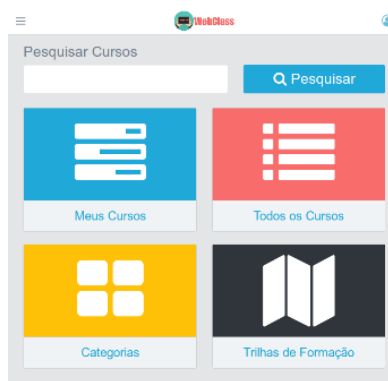 WebClass
Pesquisar Cursos
Pesquisar
Meus Cursos
Todos os Cursos
Categorias
Trilhas de Formação